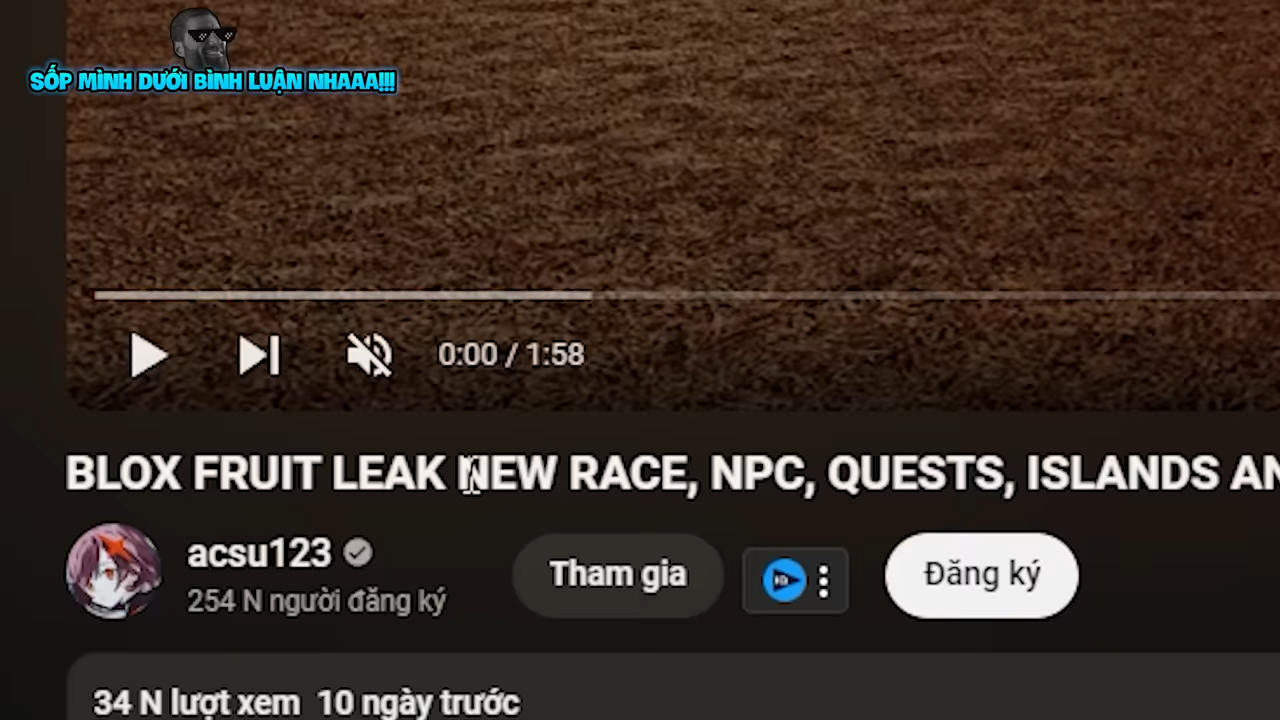 SỐP MÌNH DƯỚI BÌNH LUẬN NHAAA!!!
0:00 / 1:58
BLOX FRUIT LEAK NEW RACE, NPC, QUESTS, ISLANDS AN
acsu123
254 N người đăng ký
Tham gia
Đăng ký
34 N lượt xem 10 ngày trước